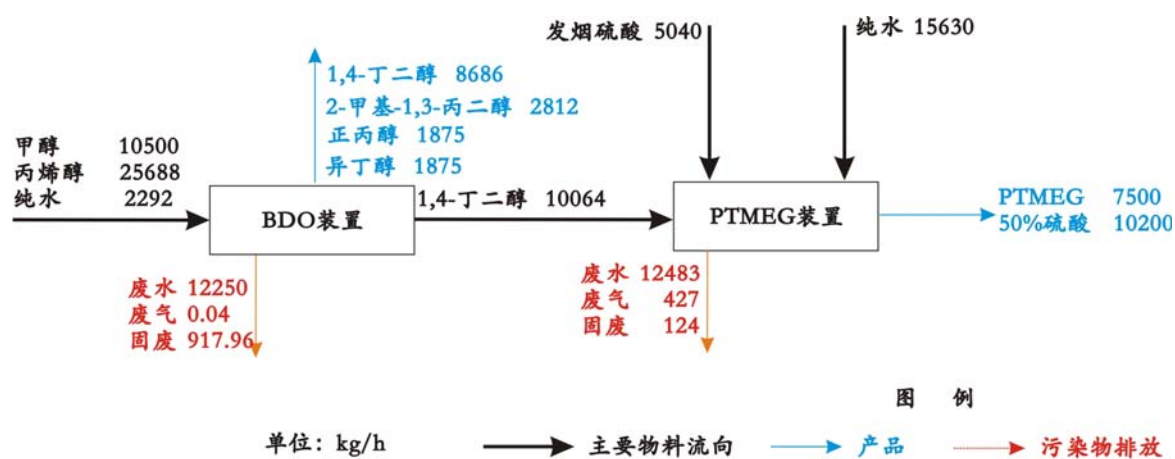 发烟硫酸 5040
纯水 15630
1,4-丁二醇 8686
2-甲基-1,3-丙二醇 2812
正丙醇 1875
异丁醇 1875
甲醇 10500
丙烯醇 25688
纯水 2292
BDO装置
1,4-丁二醇 10064
PTMEG装置
PTMEG 7500
50%硫酸 10200
废水 12250
废气 0.04
固废 917.96
废水 12483
废气 427
固废 124
图 例
单位: kg/h
主要物料流向
产品
污染物排放